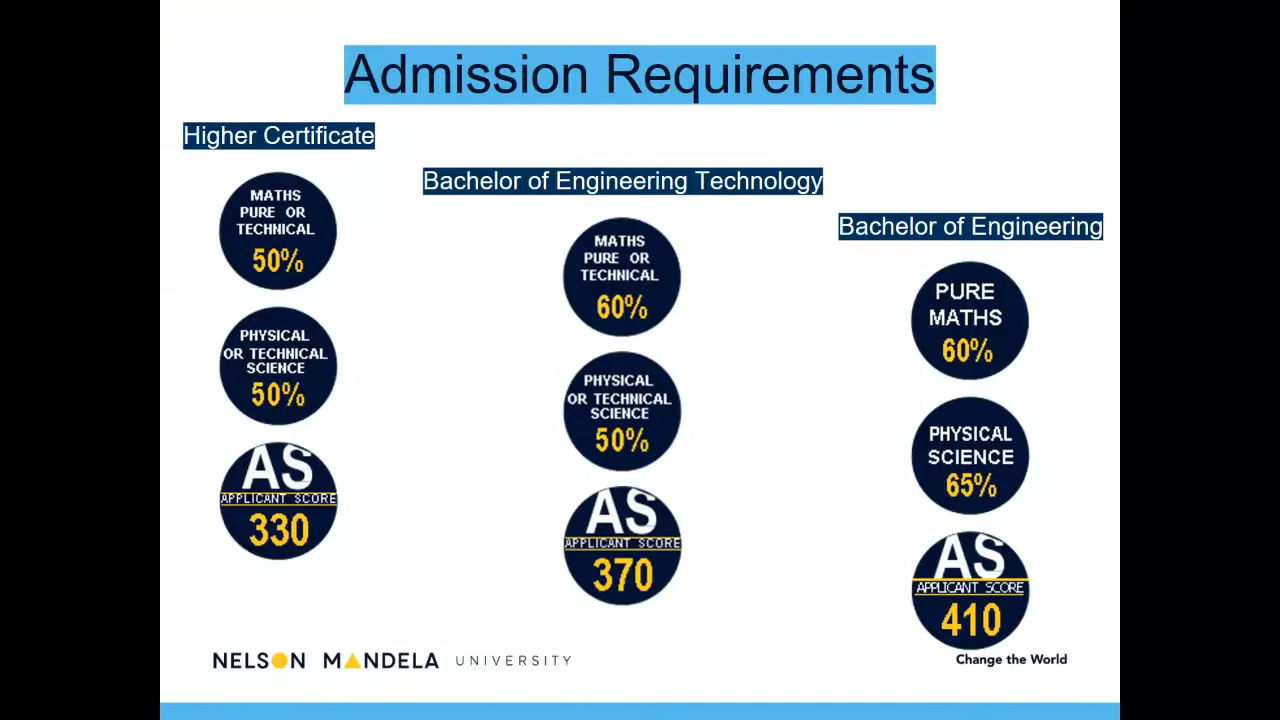 Admission Requirements
Higher Certificate
MATHS
PURE OR
TECHNICAL
50%
PHYSICAL
OR TECHNICAL
SCIENCE
50%
AS
APPLICANT SCORE
330
Bachelor of Engineering Technology
MATHS
PURE OR
TECHNICAL
60%
PHYSICAL
OR TECHNICAL
SCIENCE
50%
AS
APPLICANT SCORE
370
Bachelor of Engineering
PURE
MATHS
60%
PHYSICAL
SCIENCE
65%
AS
APPLICANT SCORE
410
NELSON MANDELA UNIVERSITY
Change the World